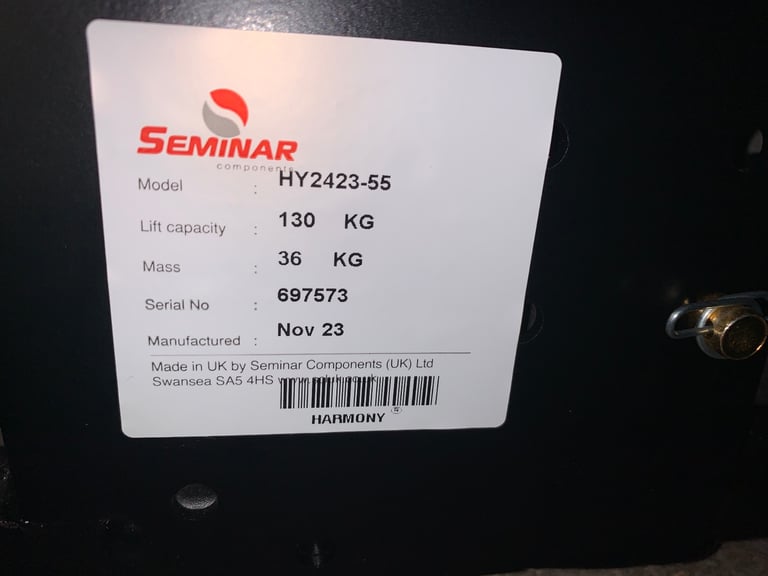 SEMINAR
components
Model : HY2423-55
Lift capacity : 130 KG
Mass : 36 KG
Serial No : 697573
Manufactured : Nov 23
Made in UK by Seminar Components (UK) Ltd
Swansea SA5 4HS
HARMONY ®